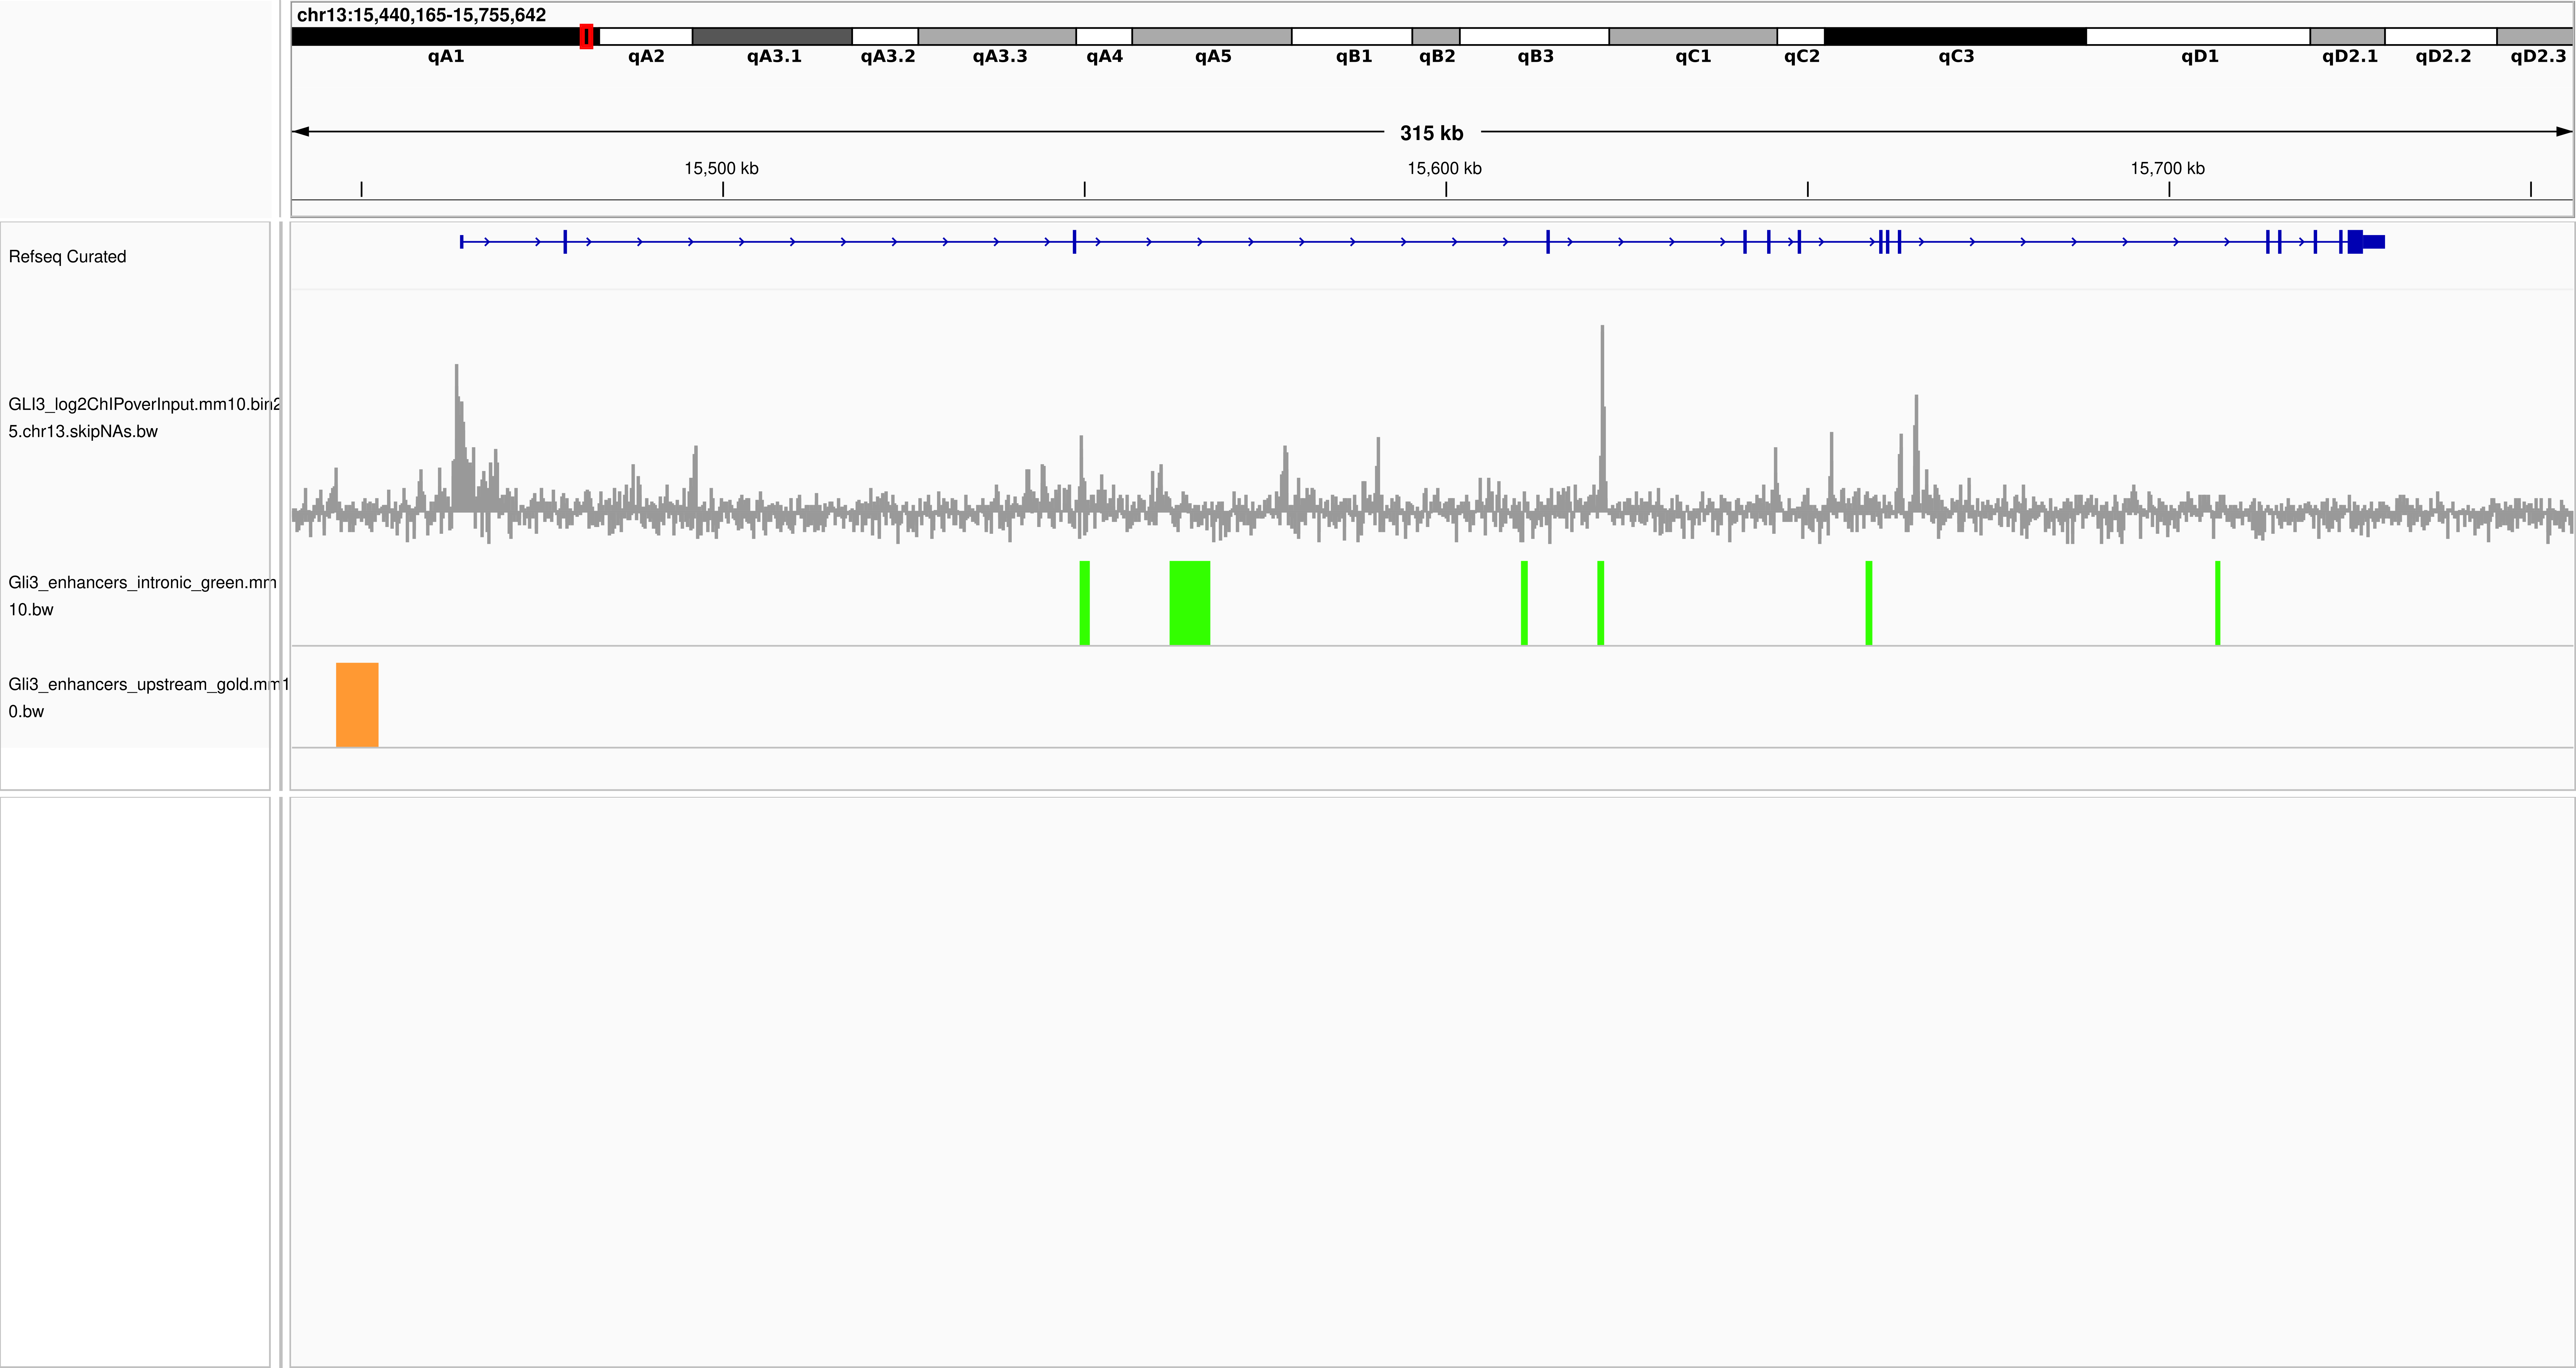 chr13:15,440,165-15,755,642
qA1 qA2 qA3.1 qA3.2 qA3.3 qA4 qA5 qB1 qB2 qB3 qC1 qC2 qC3 qD1 qD2.1 qD2.2 qD2.3
315 kb
15,500 kb 15,600 kb 15,700 kb
Refseq Curated
GLI3_log2ChIPoverInput.mm10.bin2
5.chr13.skipNAs.bw
Gli3_enhancers_intronic_green.mm
10.bw
Gli3_enhancers_upstream_gold.mm1
0.bw